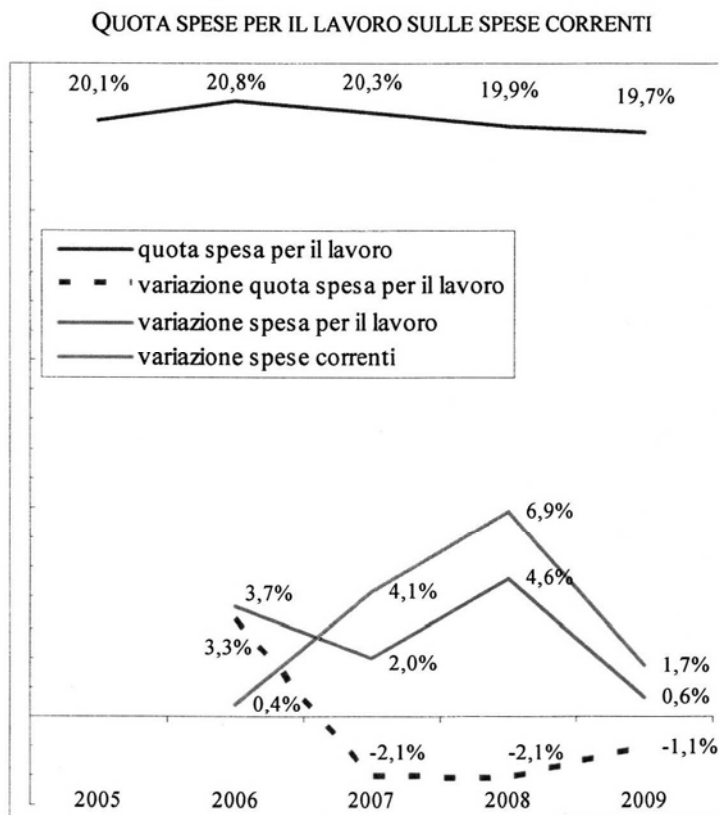 QUOTA SPESE PER IL LAVORO SULLE SPESE CORRENTI
20,1% 20,8% 20,3% 19,9% 19,7%
quota spesa per il lavoro
variazione quota spesa per il lavoro
variazione spesa per il lavoro
variazione spese correnti
6,9%
3,7% 4,1% 4,6%
3,3% 2,0% 1,7%
0,4% 0,6%
-2,1% -2,1% -1,1%
2005 2006 2007 2008 2009